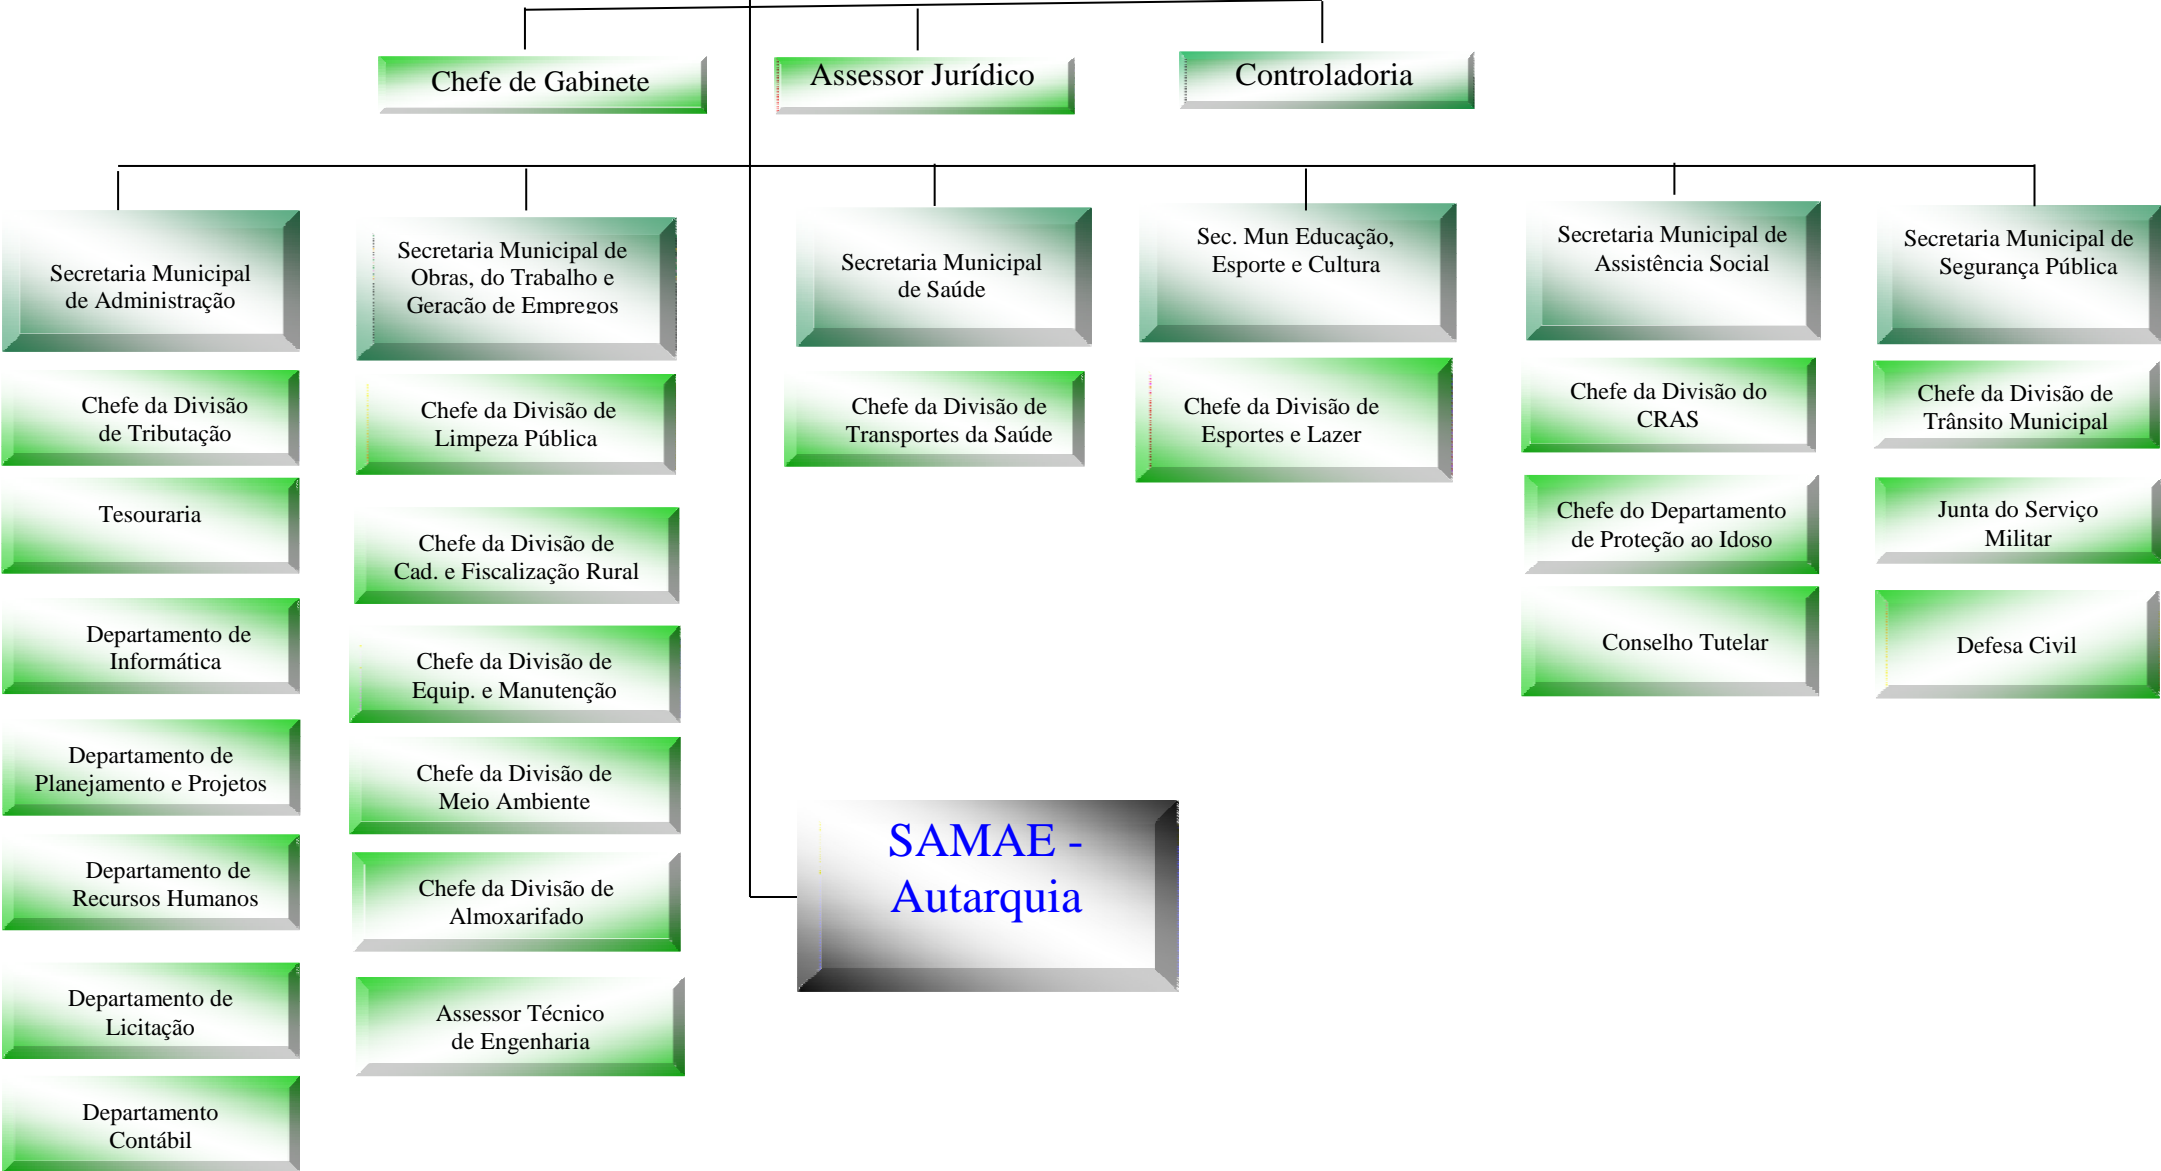 Chefe de Gabinete
Assessor Jurídico
Controladoria
Secretaria Municipal
de Administração
Secretaria Municipal de
Obras, do Trabalho e
Geração de Empregos
Secretaria Municipal
de Saúde
Sec. Mun Educação,
Esporte e Cultura
Secretaria Municipal de
Assistência Social
Secretaria Municipal de
Segurança Pública
Chefe da Divisão
de Tributação
Chefe da Divisão de
Limpeza Pública
Chefe da Divisão de
Transportes da Saúde
Chefe da Divisão de
Esportes e Lazer
Chefe da Divisão do
CRAS
Chefe da Divisão de
Trânsito Municipal
Tesouraria
Chefe da Divisão de
Cad. e Fiscalização Rural
Chefe do Departamento
de Proteção ao Idoso
Junta do Serviço
Militar
Departamento de
Informática
Chefe da Divisão de
Equip. e Manutenção
Conselho Tutelar
Defesa Civil
Departamento de
Planejamento e Projetos
Chefe da Divisão de
Meio Ambiente
SAMAE -
Autarquia
Departamento de
Recursos Humanos
Chefe da Divisão de
Almoxarifado
Departamento de
Licitação
Assessor Técnico
de Engenharia
Departamento
Contábil